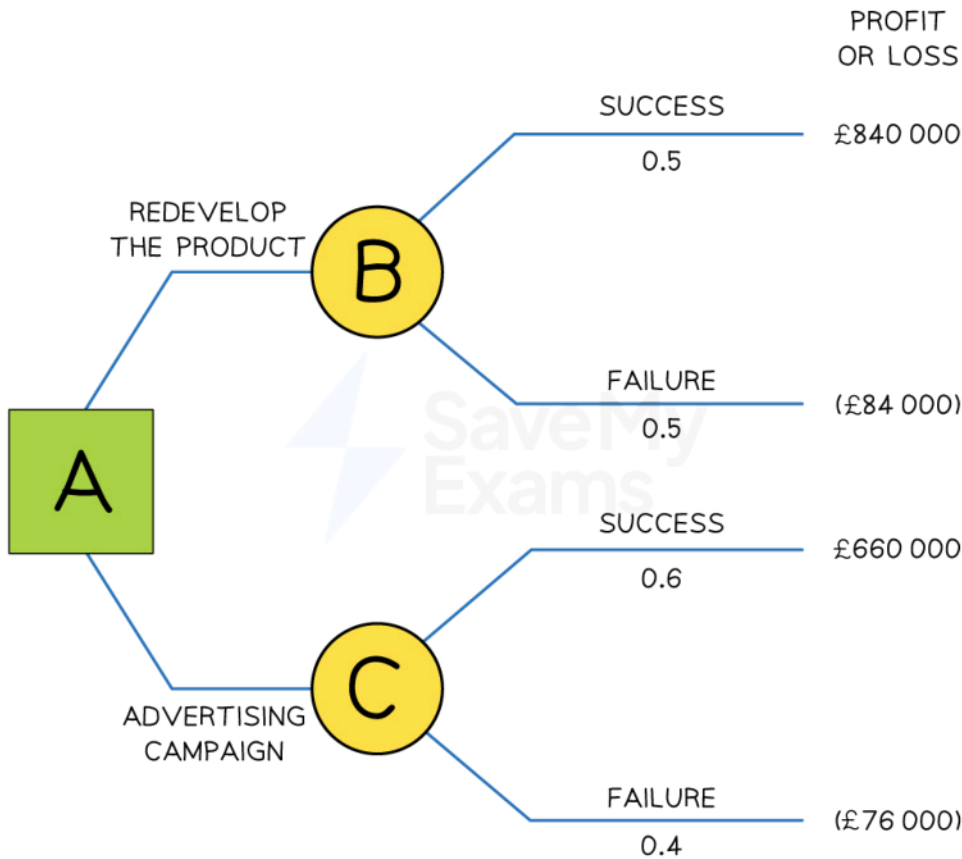 PROFIT
OR LOSS
SUCCESS
£840 000
0.5
REDEVELOP
THE PRODUCT
B
FAILURE
(£84 000)
0.5
SaveMy
Exams
A
SUCCESS
£660 000
0.6
C
ADVERTISING
CAMPAIGN
FAILURE
(£76 000)
0.4